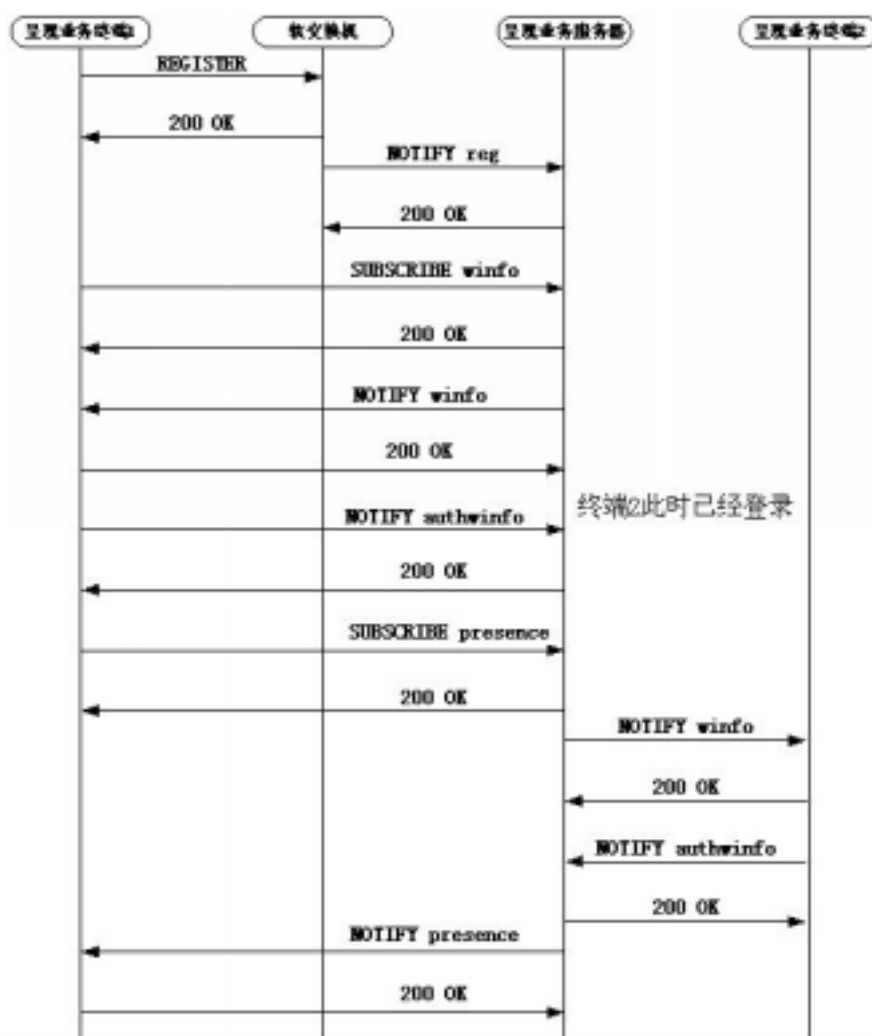 呈现业务终端1
软交换机
呈现业务服务器
呈现业务终端2
REGISTER
200 OK
NOTIFY reg
200 OK
SUBSCRIBE winfo
200 OK
NOTIFY winfo
200 OK
终端2此时已经登录
NOTIFY authwinfo
200 OK
SUBSCRIBE presence
200 OK
NOTIFY winfo
200 OK
NOTIFY authwinfo
200 OK
NOTIFY presence
200 OK